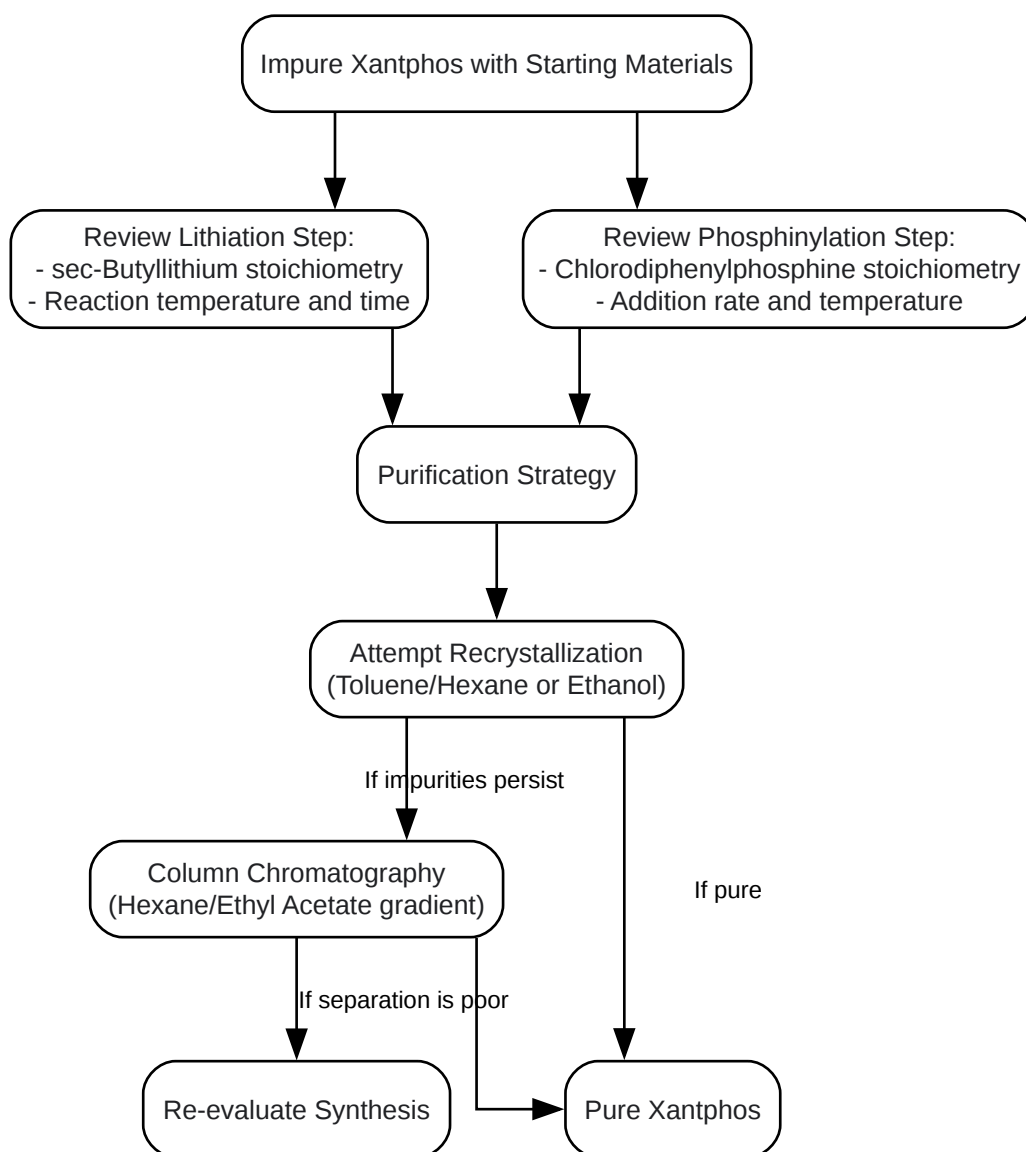 Impure Xantphos with Starting Materials
Review Lithiation Step:
- sec-Butyllithium stoichiometry
- Reaction temperature and time
Review Phosphinylation Step:
- Chlorodiphenylphosphine stoichiometry
- Addition rate and temperature
Purification Strategy
Attempt Recrystallization
(Toluene/Hexane or Ethanol)
If impurities persist
Column Chromatography
(Hexane/Ethyl Acetate gradient)
If pure
If separation is poor
Re-evaluate Synthesis
Pure Xantphos